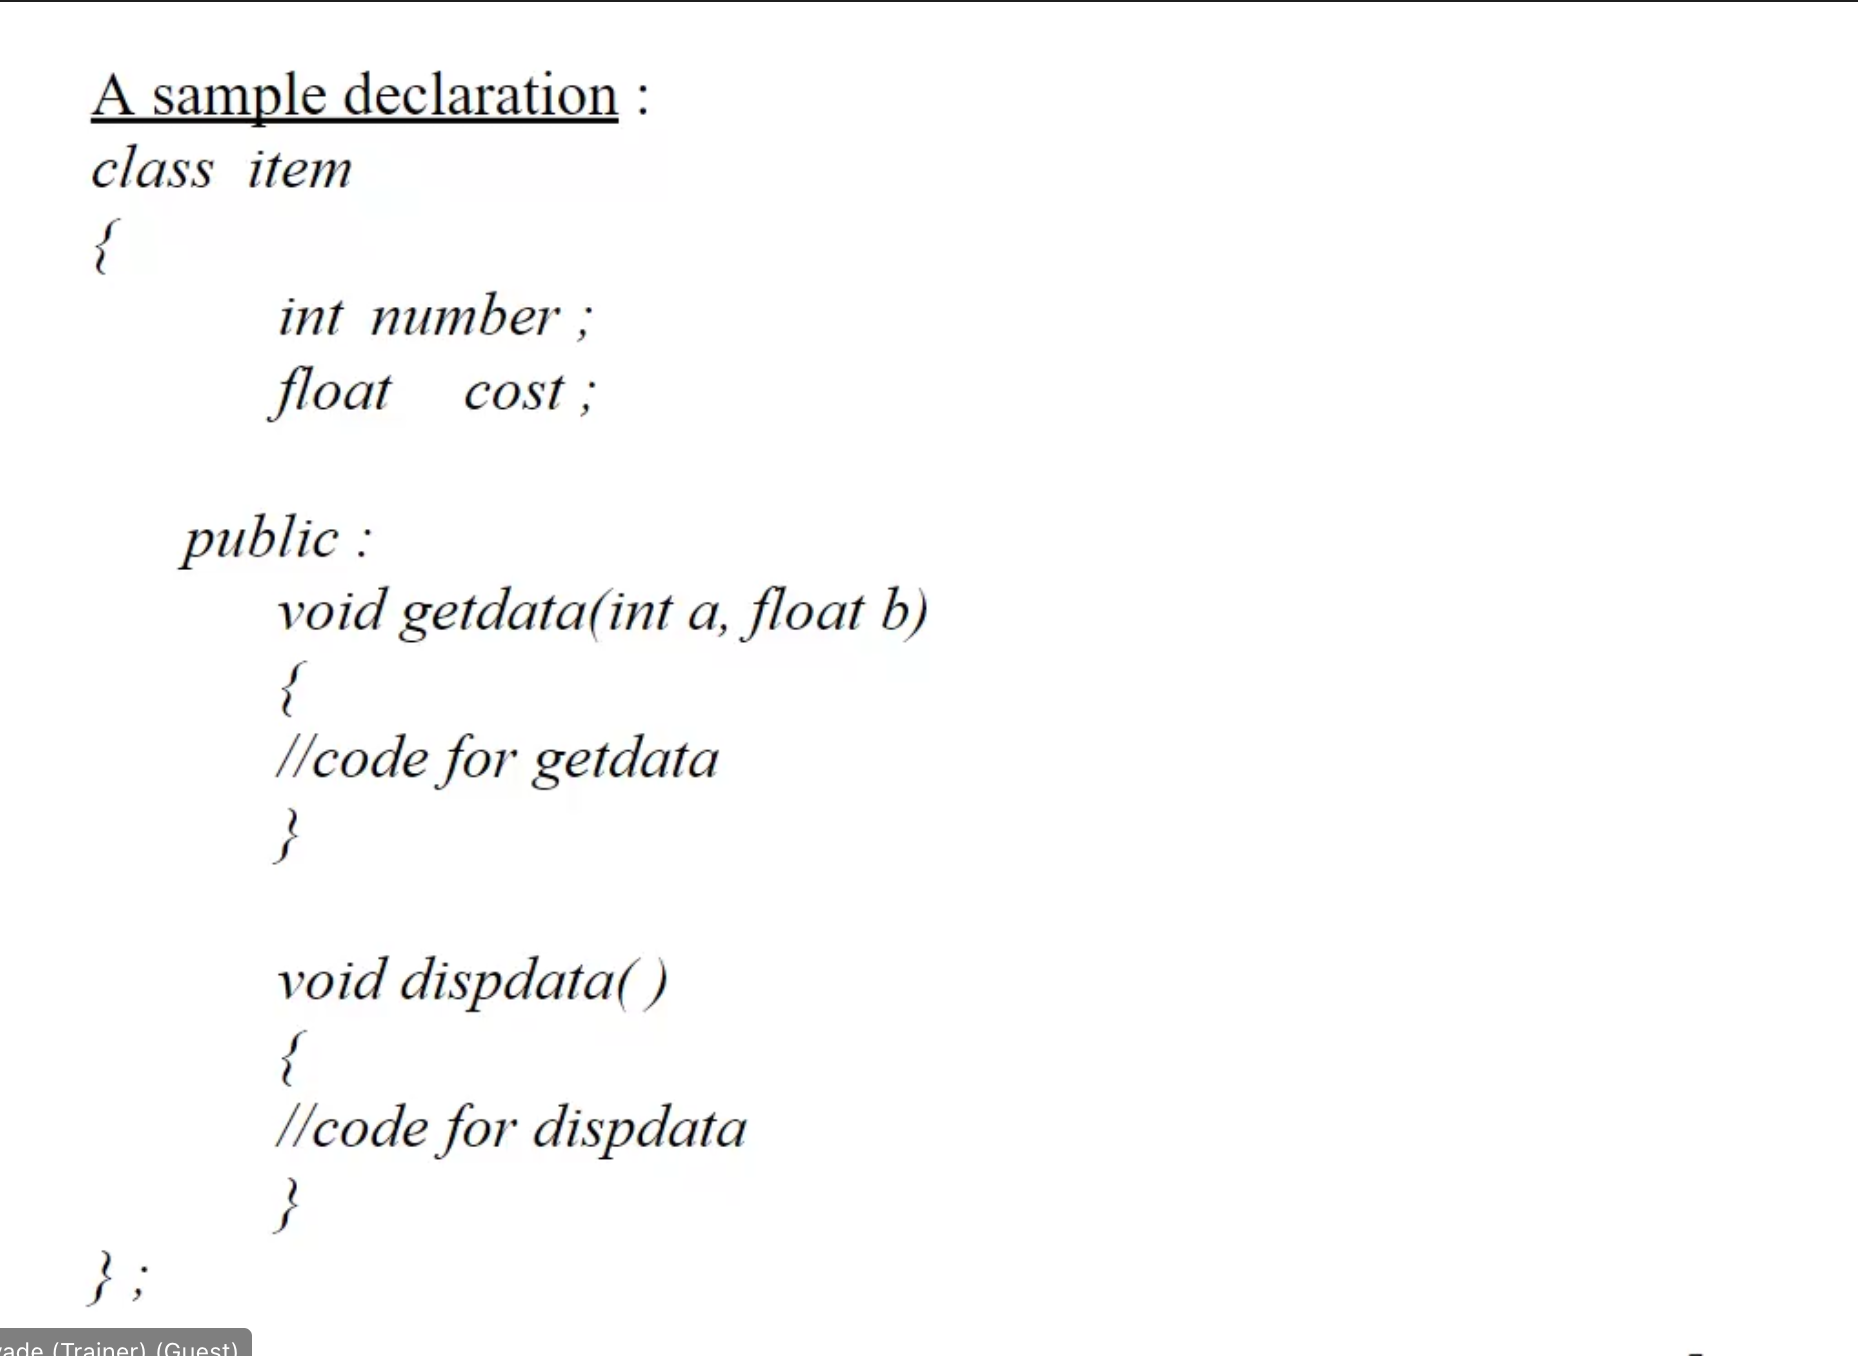 A sample declaration :
class item
{
int number ;
float cost ;
public :
void getdata(int a, float b)
{
//code for getdata
}
void dispdata( )
{
//code for dispdata
}
} ;
(Trainer) (Guest)